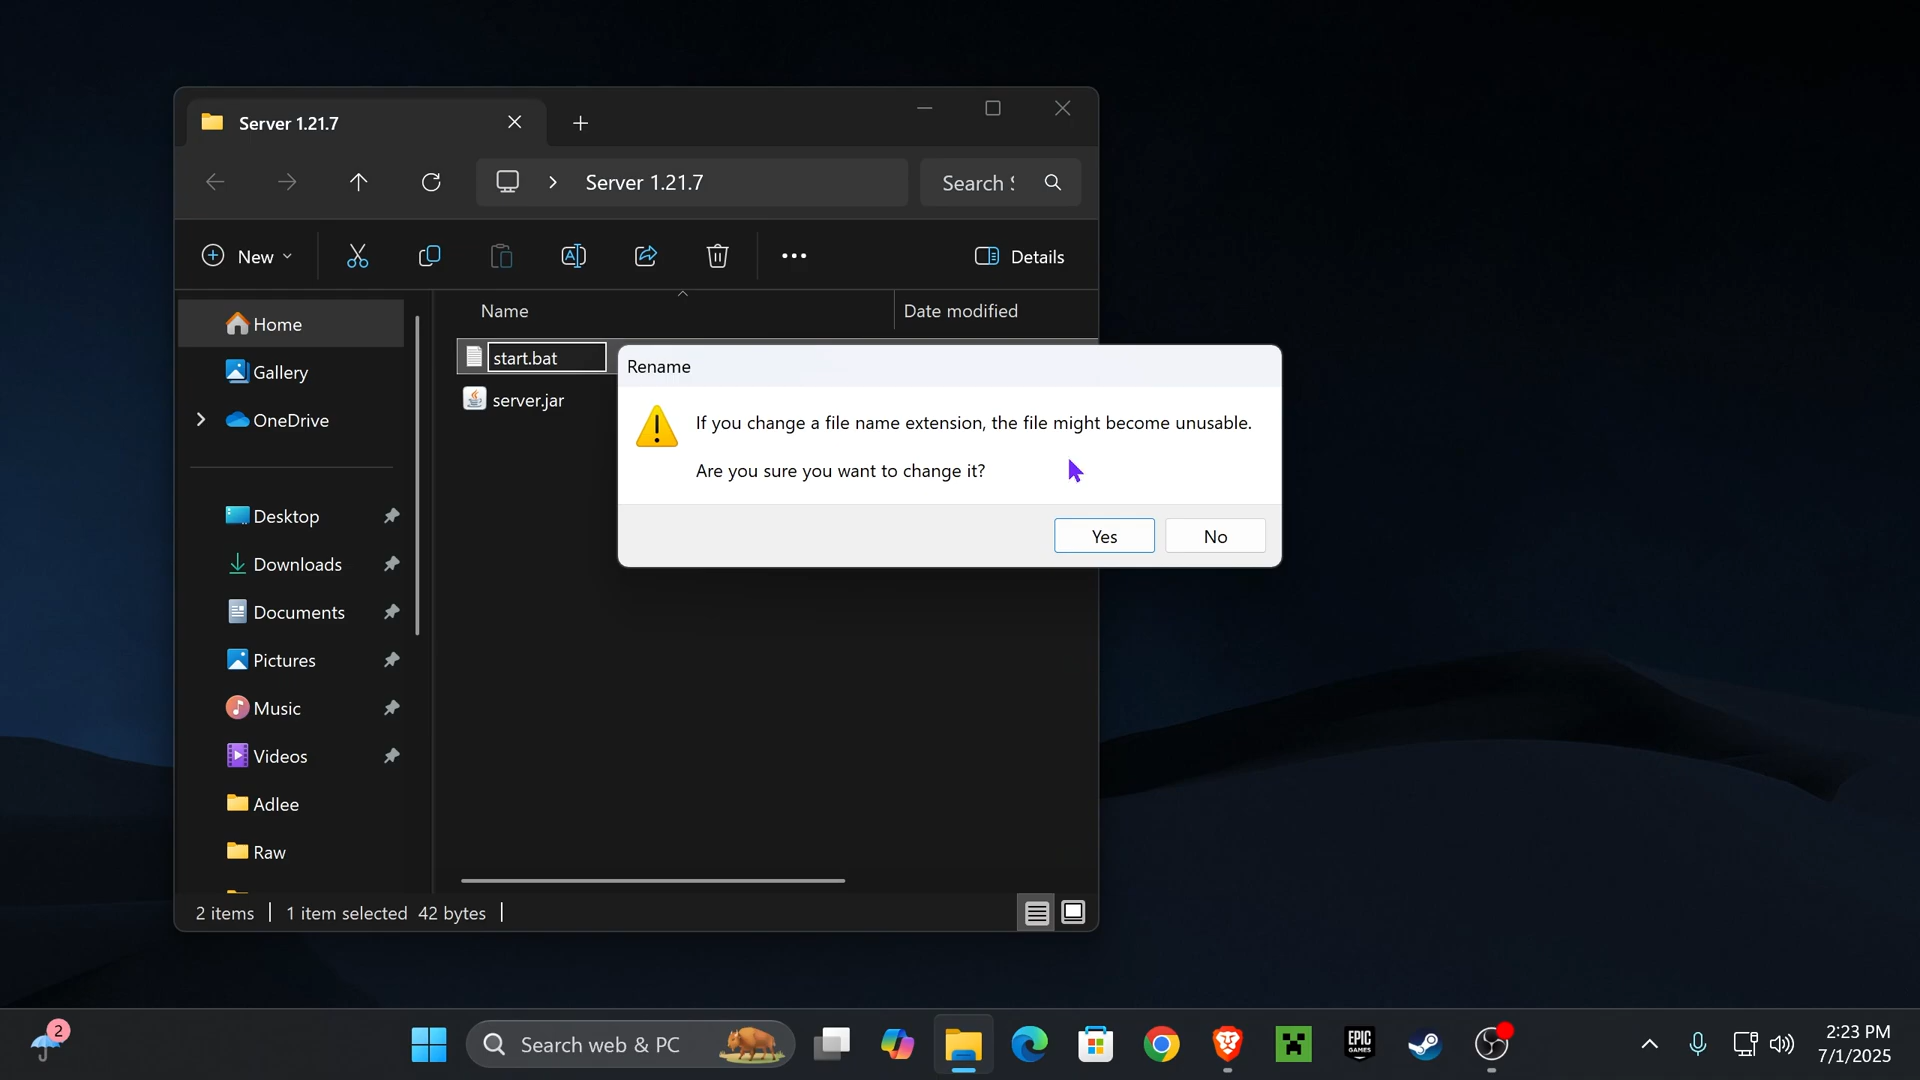 Server 1.21.7
Server 1.21.7
Search S
New
Details
Name
Date modified
Home
Gallery
OneDrive
Desktop
Downloads
Documents
Pictures
Music
Videos
Adlee
Raw
start.bat
server.jar
Rename
If you change a file name extension, the file might become unusable.
Are you sure you want to change it?
Yes
No
2 items
1 item selected 42 bytes
2
Search web & PC
EPIC
GAMES
2:23 PM
7/1/2025